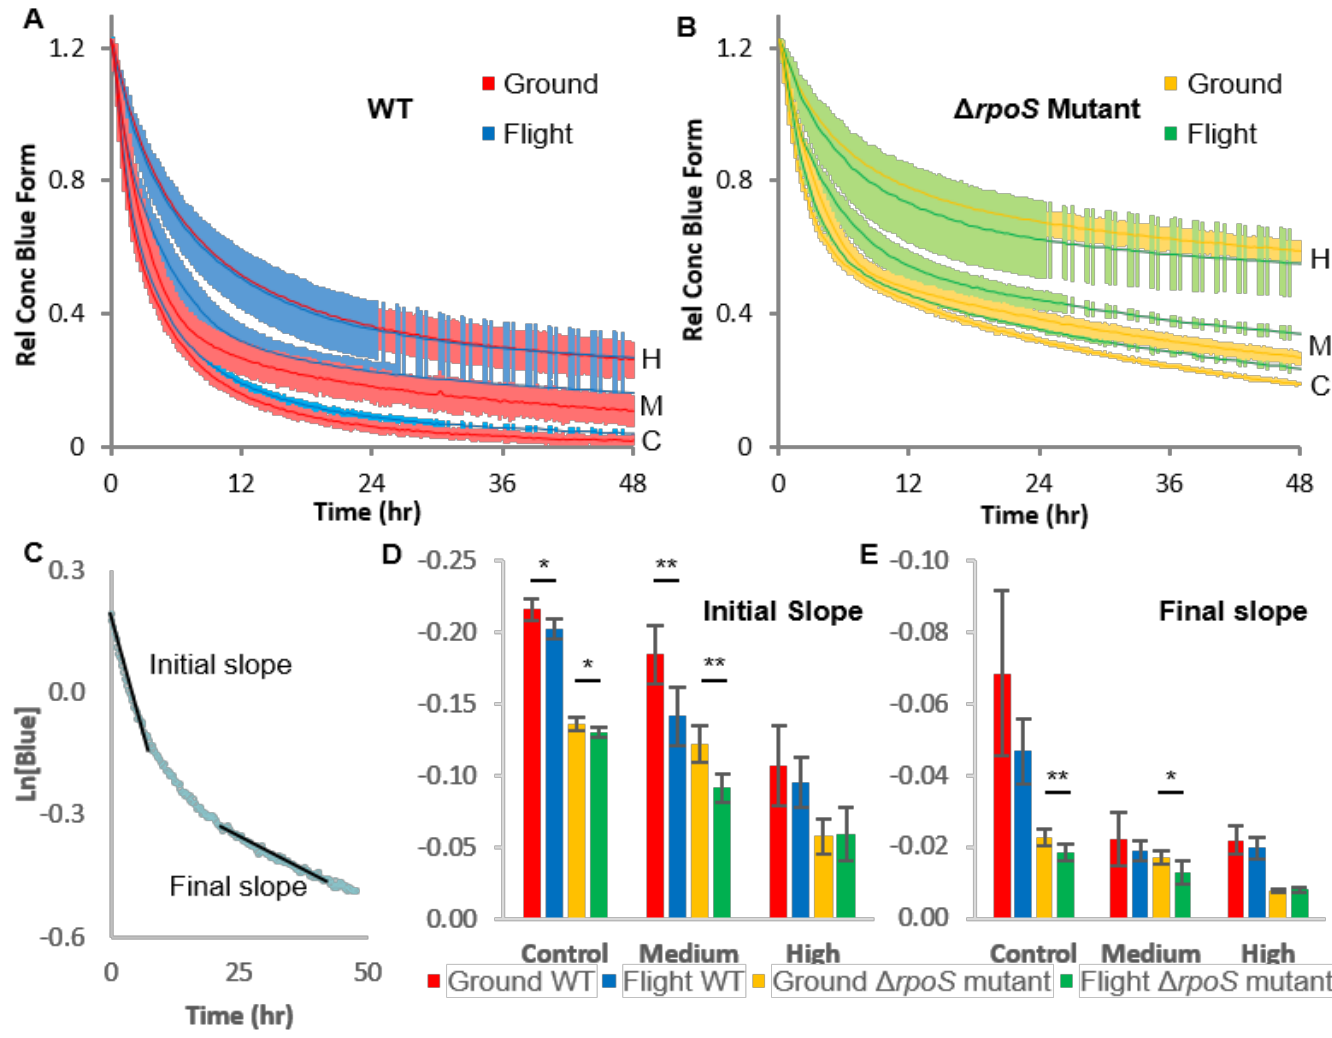 A
1.2
0.8
0.4
0
Rel Conc Blue Form
WT
Ground
Flight
H
M
C
0 12 24 36 48
Time (hr)
B
1.2
0.8
0.4
0
Rel Conc Blue Form
ΔrpoS Mutant
Ground
Flight
H
M
C
0 12 24 36 48
Time (hr)
C
0.3
0.0
-0.3
-0.6
Ln[Blue]
Initial slope
Final slope
0 25 50
Time (hr)
D
-0.25
-0.20
-0.15
-0.10
-0.05
0.00
Initial Slope
* ** * **
Control Medium High
E
-0.10
-0.08
-0.06
-0.04
-0.02
0.00
Final slope
** *
Control Medium High
Ground WT Flight WT Ground ΔrpoS mutant Flight ΔrpoS mutant